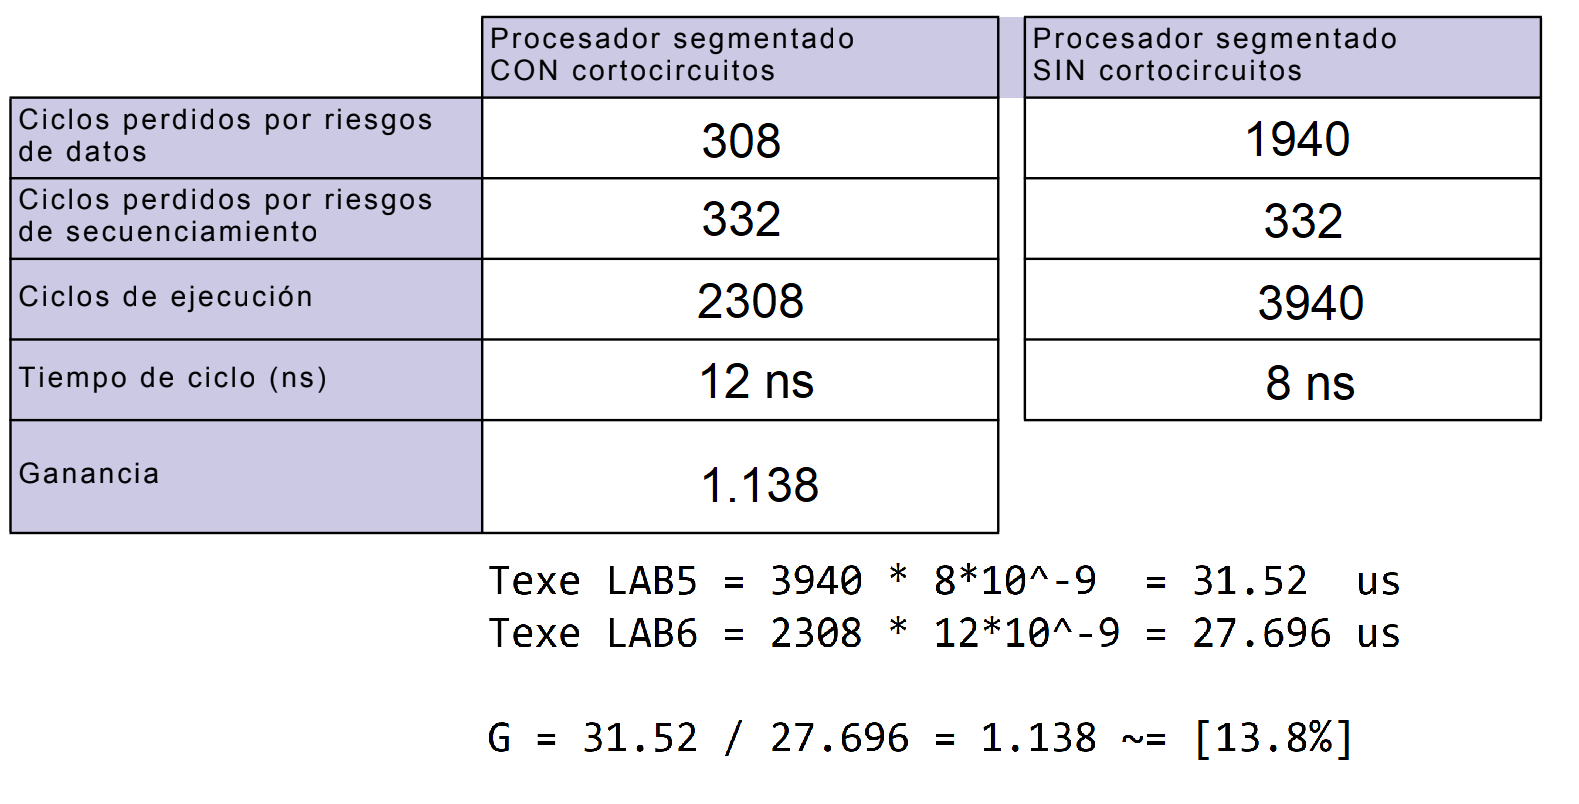 Procesador segmentado
CON cortocircuitos
Procesador segmentado
SIN cortocircuitos
Ciclos perdidos por riesgos
de datos
308
1940
Ciclos perdidos por riesgos
de secuenciamiento
332
332
Ciclos de ejecución
2308
3940
Tiempo de ciclo (ns)
12 ns
8 ns
Ganancia
1.138
Texe LAB5 = 3940 * 8*10^-9 = 31.52 us
Texe LAB6 = 2308 * 12*10^-9 = 27.696 us
G = 31.52 / 27.696 = 1.138 ~= [13.8%]